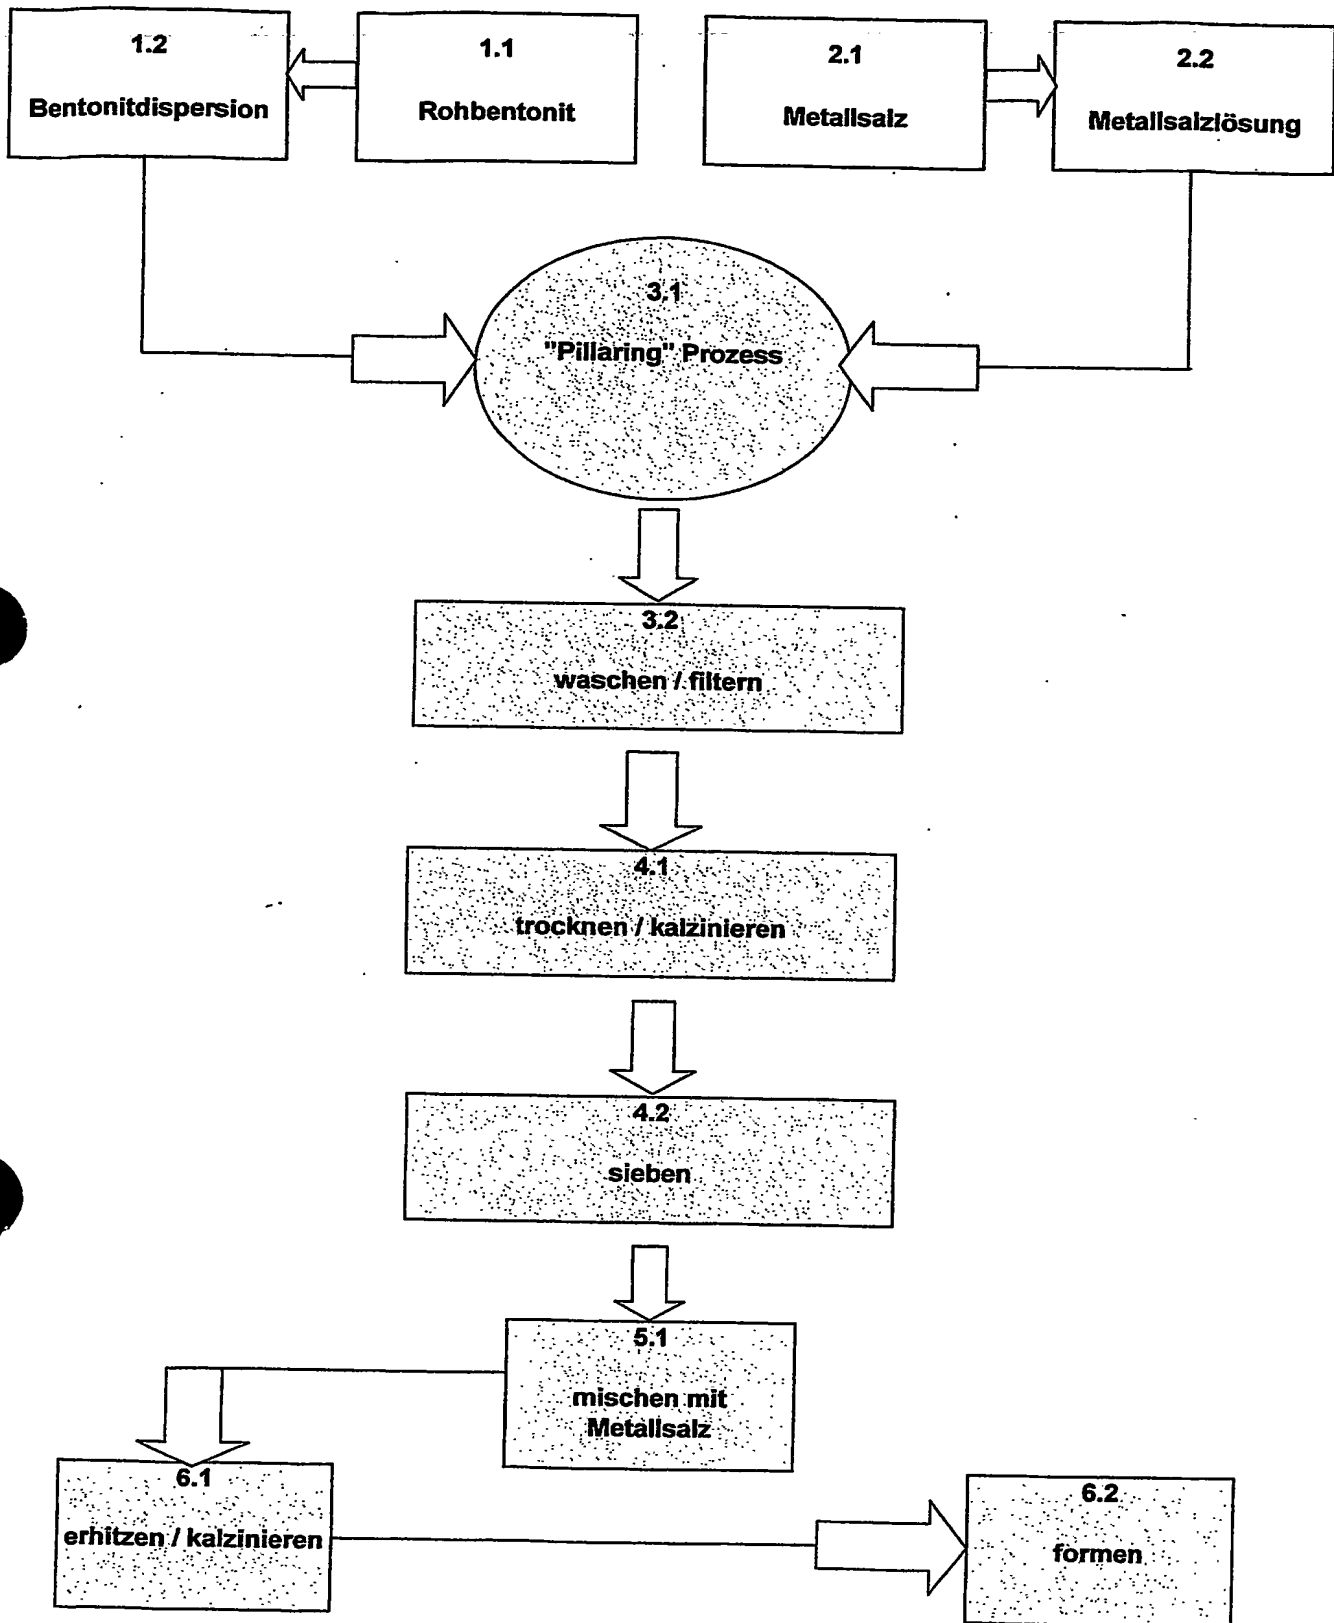 1.2
Bentonitdispersion
1.1
Rohbentonit
2.1
Metallsalz
2.2
Metallsalzlösung
3.1
"Pillaring" Prozess
3.2
waschen / filtern
4.1
trocknen / kalzinieren
4.2
sieben
5.1
mischen mit
Metallsalz
6.1
erhitzen / kalzinieren
6.2
formen